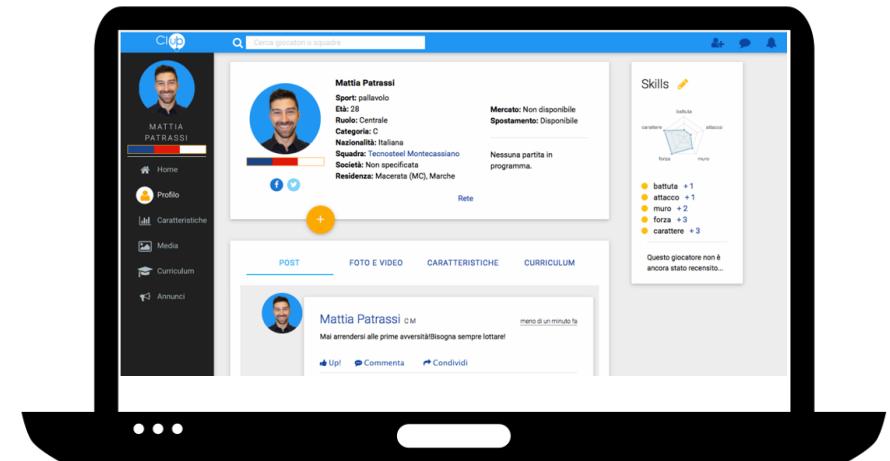 Clup
Cerca giocatori o squadre
MATTIA
PATRASSI
Home
Profilo
Caratteristiche
Media
Curriculum
Annunci
Mattia Patrassi
Sport: pallavolo
Età: 28
Ruolo: Centrale
Categoria: C
Nazionalità: Italiana
Squadra: Tecnosteel Montecassiano
Società: Non specificata
Residenza: Macerata (MC), Marche
Mercato: Non disponibile
Spostamento: Disponibile
Nessuna partita in
programma.
Rete
+
POST
FOTO E VIDEO
CARATTERISTICHE
CURRICULUM
Mattia Patrassi C M
meno di un minuto fa
Mai arrendersi alle prime avversità!Bisogna sempre lottare!
Up!
Commenta
Condividi
Skills
battuta
carattere
attacco
forza
muro
battuta +1
attacco +1
muro +2
forza +3
carattere +3
Questo giocatore non è
ancora stato recensito...